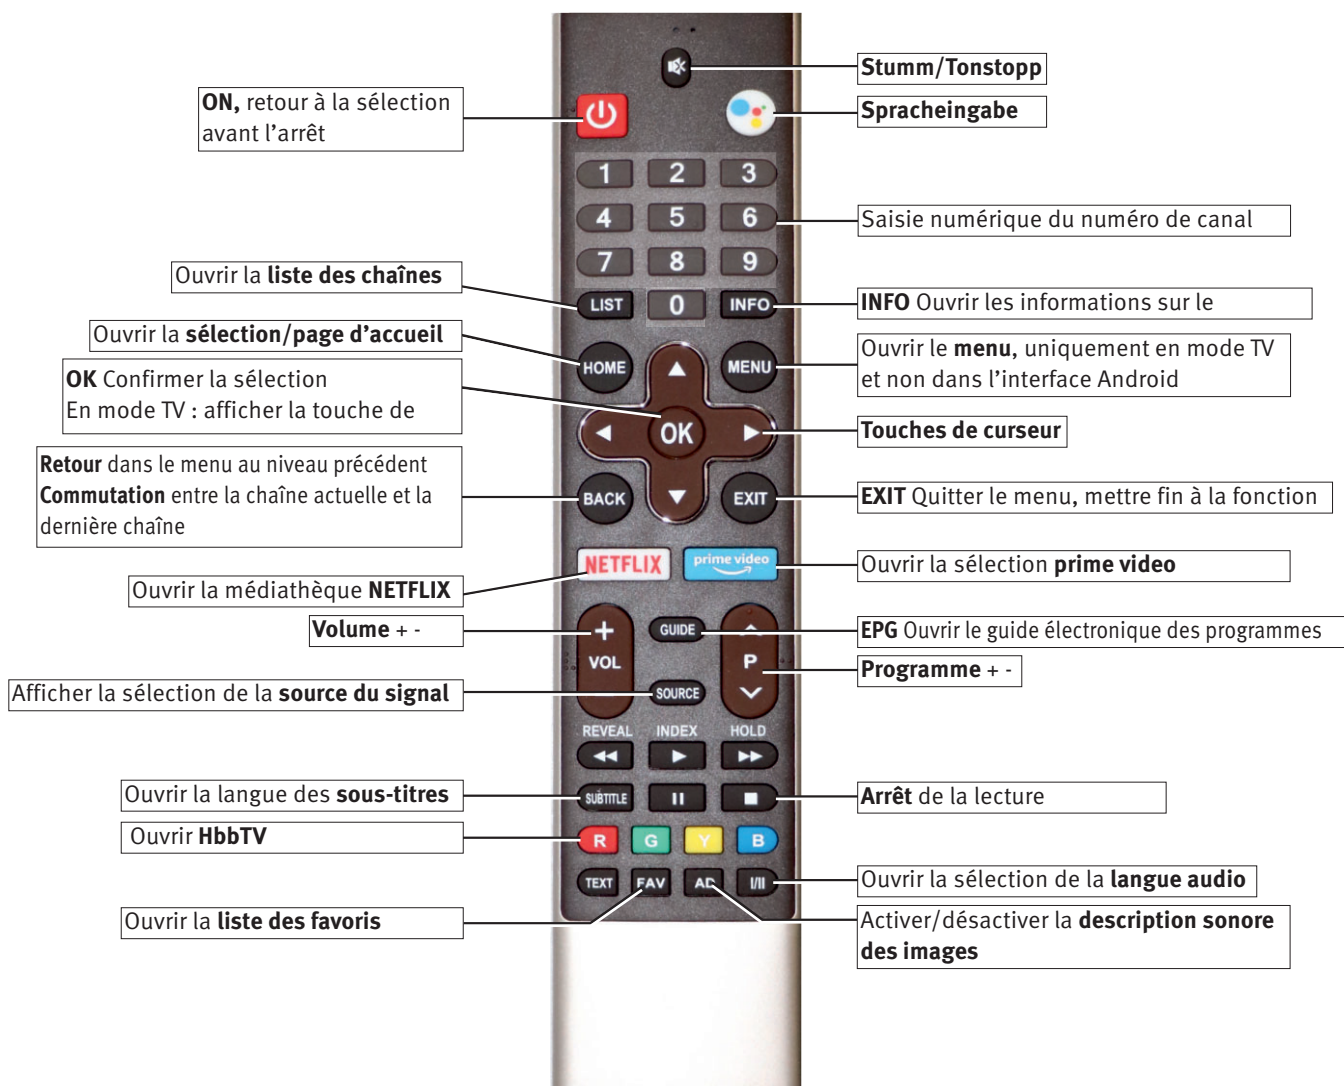 Stumm/Tonstopp
ON, retour à la sélection
avant l'arrêt
Spracheingabe
1 2 3
4 5 6
Saisie numérique du numéro de canal
7 8 9
Ouvrir la liste des chaînes
LIST 0 INFO
INFO Ouvrir les informations sur le
Ouvrir la sélection/page d'accueil
HOME MENU
Ouvrir le menu, uniquement en mode TV
et non dans l'interface Android
OK Confirmer la sélection
En mode TV : afficher la touche de
OK
Touches de curseur
Retour dans le menu au niveau précédent
Commutation entre la chaîne actuelle et la
dernière chaîne
BACK EXIT
EXIT Quitter le menu, mettre fin à la fonction
NETFLIX prime video
Ouvrir la sélection prime video
Ouvrir la médiathèque NETFLIX
Volume + -
+ GUIDE
EPG Ouvrir le guide électronique des programmes
VOL P
Programme + -
Afficher la sélection de la source du signal
SOURCE
REVEAL INDEX HOLD
Ouvrir la langue des sous-titres
SUBTITLE
Arrêt de la lecture
Ouvrir HbbTV
R G Y B
TEXT FAV AD I/II
Ouvrir la sélection de la langue audio
Ouvrir la liste des favoris
Activer/désactiver la description sonore
des images